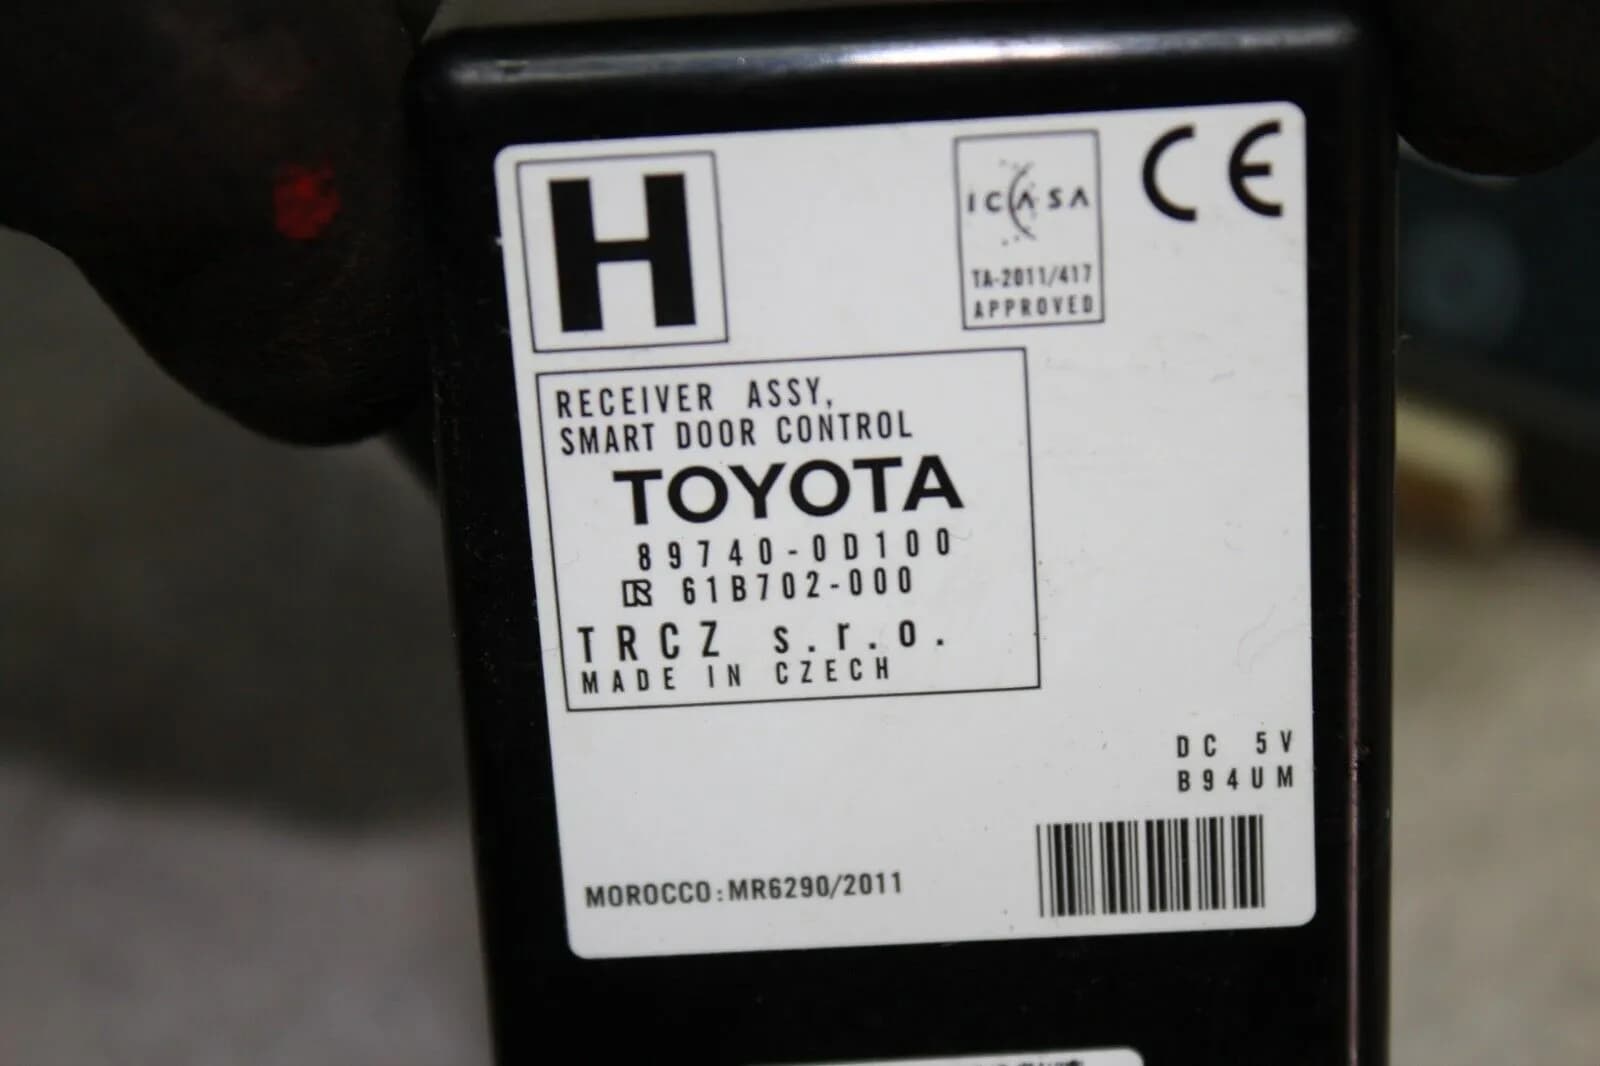 H
ICASA
TA-2011/417
APPROVED
CE
RECEIVER ASSY,
SMART DOOR CONTROL
TOYOTA
89740-0D100
61B702-000
TRCZ s.r.o.
MADE IN CZECH
DC 5V
B94UM
MOROCCO:MR6290/2011